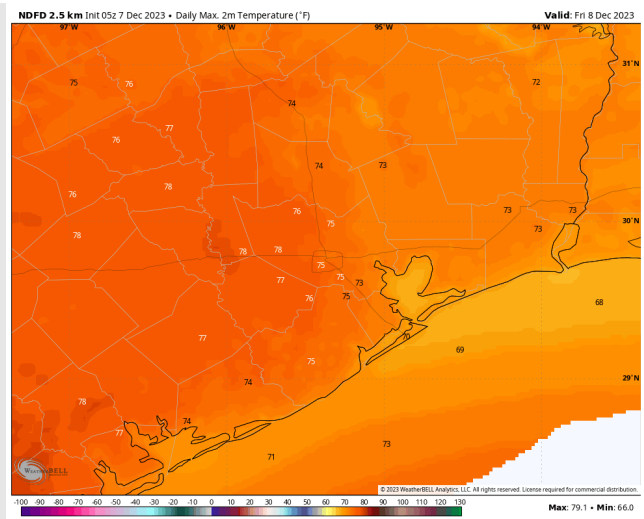 NDFD 2.5 km Init 05z 7 Dec 2023 • Daily Max. 2m Temperature (°F) Valid: Fri 8 Dec 2023
97°W 96°W 95°W 94°W
31°N
75 76 74 72
77
76
74 73
78
76
76 73 73
75 73
30°N
78
78 78
75
77 75 73
76 75
68
77 70
69
75
29°N
74
78
74
77
73
71
WEATHERBELL
© 2023 WeatherBELL Analytics, LLC. All rights reserved. License required for commercial distribution.
-100 -90 -80 -70 -60 -50 -40 -30 -20 -10 0 10 20 30 40 50 60 70 80 90 100 110 120 130
Max: 79.1 • Min: 66.0